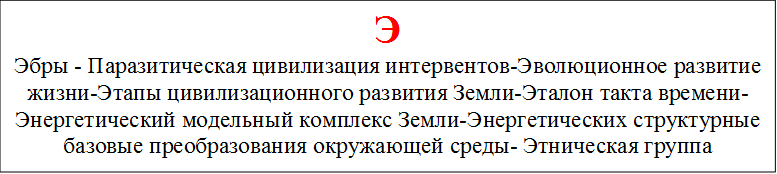 Э
Эбры - Паразитическая цивилизация интервентов-Эволюционное развитие
жизни-Этапы цивилизационного развития Земли-Эталон такта времени-
Энергетический модельный комплекс Земли-Энергетических структурные
базовые преобразования окружающей среды- Этническая группа